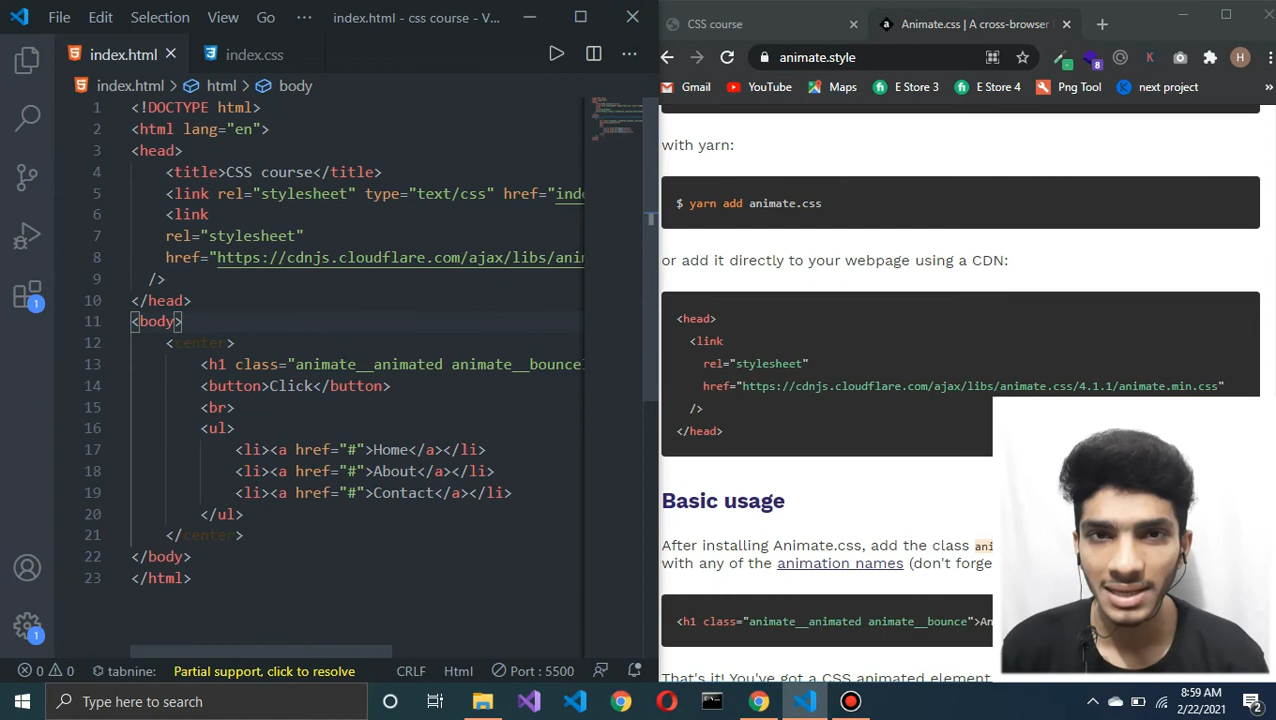 File Edit Selection View Go ··· index.html - css course - V...
index.html index.css
index.html > html > body
1 <!DOCTYPE html>
2 <html lang="en">
3 <head>
4 <title>CSS course</title>
5 <link rel="stylesheet" type="text/css" href="inde
6 <link
7 rel="stylesheet"
8 href="https://cdnjs.cloudflare.com/ajax/libs/anim
9 />
10 </head>
11 <body>
12 <center>
13 <h1 class="animate__animated animate__bounce
14 <button>Click</button>
15 <br>
16 <ul>
17 <li><a href="#">Home</a></li>
18 <li><a href="#">About</a></li>
19 <li><a href="#">Contact</a></li>
20 </ul>
21 </center>
22 </body>
23 </html>
1
1
0 0 tabnine: Partial support, click to resolve CRLF Html Port : 5500
CSS course Animate.css | A cross-browser
animate.style
8 K H
Gmail YouTube Maps E Store 3 E Store 4 Png Tool next project »
with yarn:
$ yarn add animate.css
or add it directly to your webpage using a CDN:
<head>
<link
rel="stylesheet"
href="https://cdnjs.cloudflare.com/ajax/libs/animate.css/4.1.1/animate.min.css"
/>
</head>
Basic usage
After installing Animate.css, add the class ani
with any of the animation names (don't forge
<h1 class="animate__animated animate__bounce">An
That's it! You've got a CSS animated element.
Type here to search
8:59 AM
2/22/2021
2